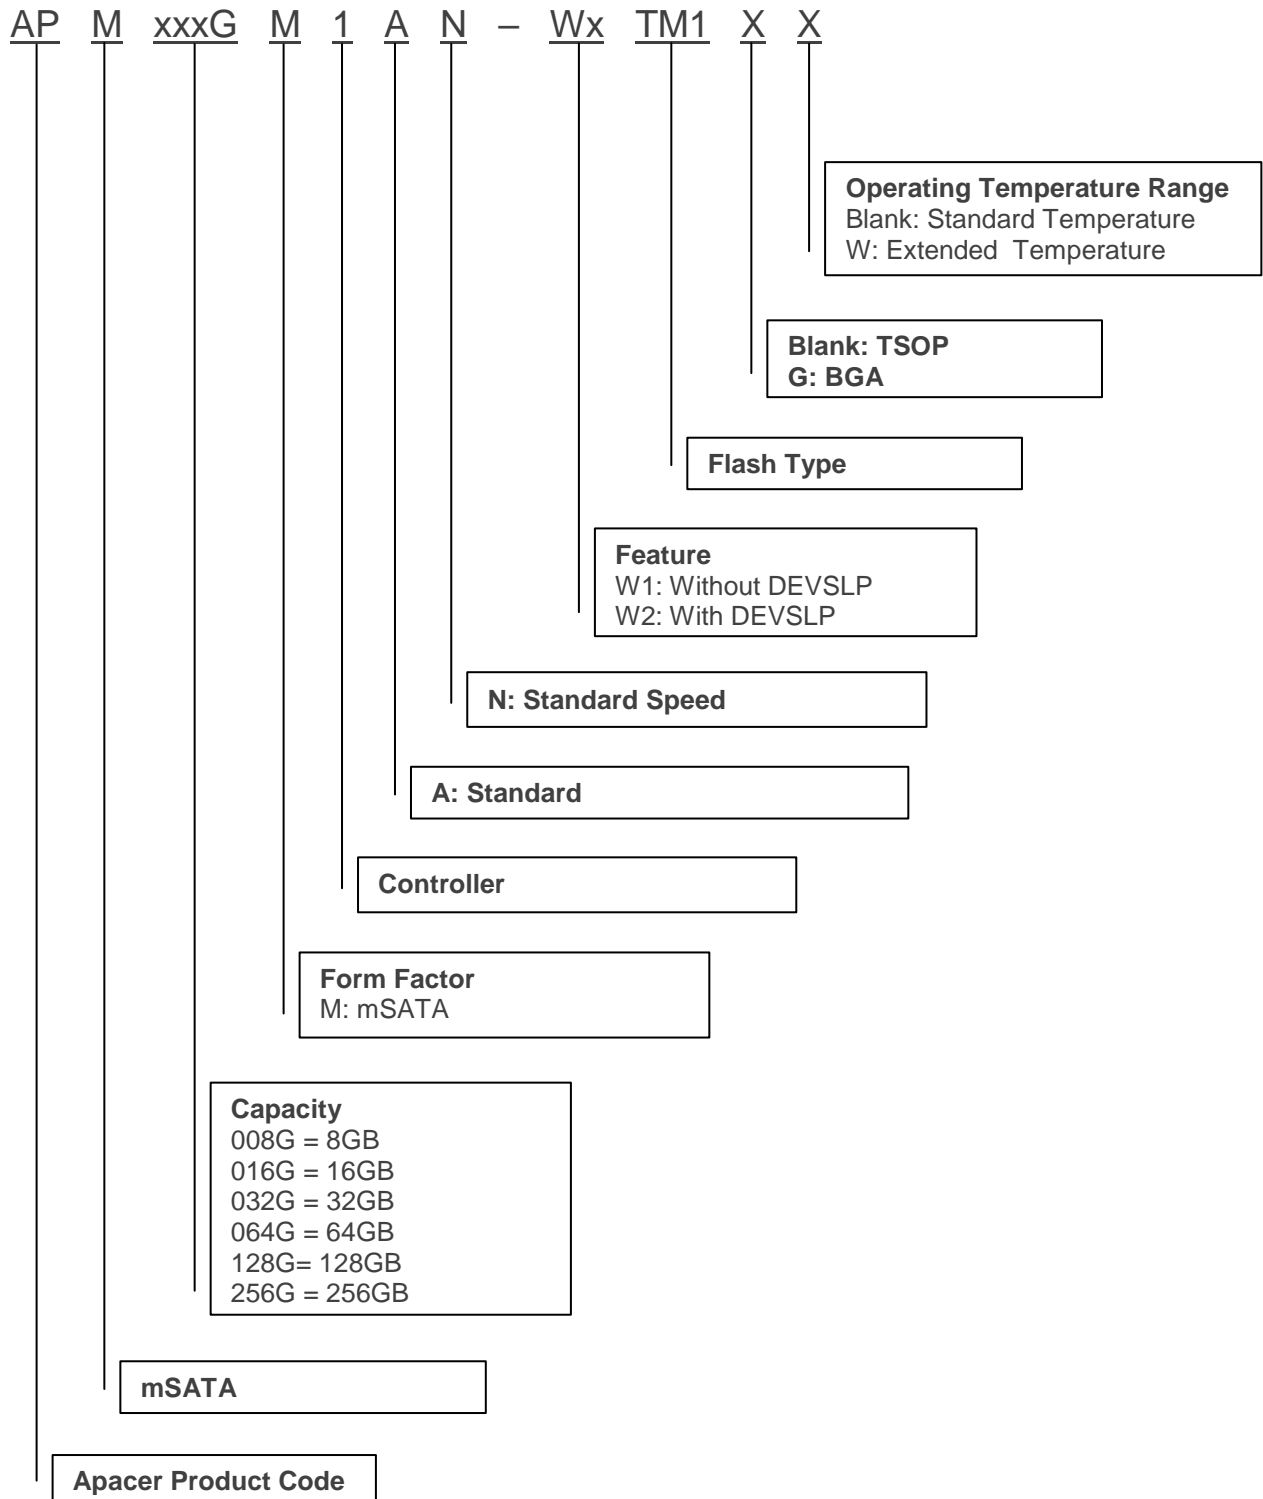 AP M xxxG M 1 A N – Wx TM1 X X
Operating Temperature Range
Blank: Standard Temperature
W: Extended  Temperature
Blank: TSOP
G: BGA
Flash Type
Feature
W1: Without DEVSLP
W2: With DEVSLP
N: Standard Speed
A: Standard
Controller
Form Factor
M: mSATA
Capacity
008G = 8GB
016G = 16GB
032G = 32GB
064G = 64GB
128G= 128GB
256G = 256GB
mSATA
Apacer Product Code